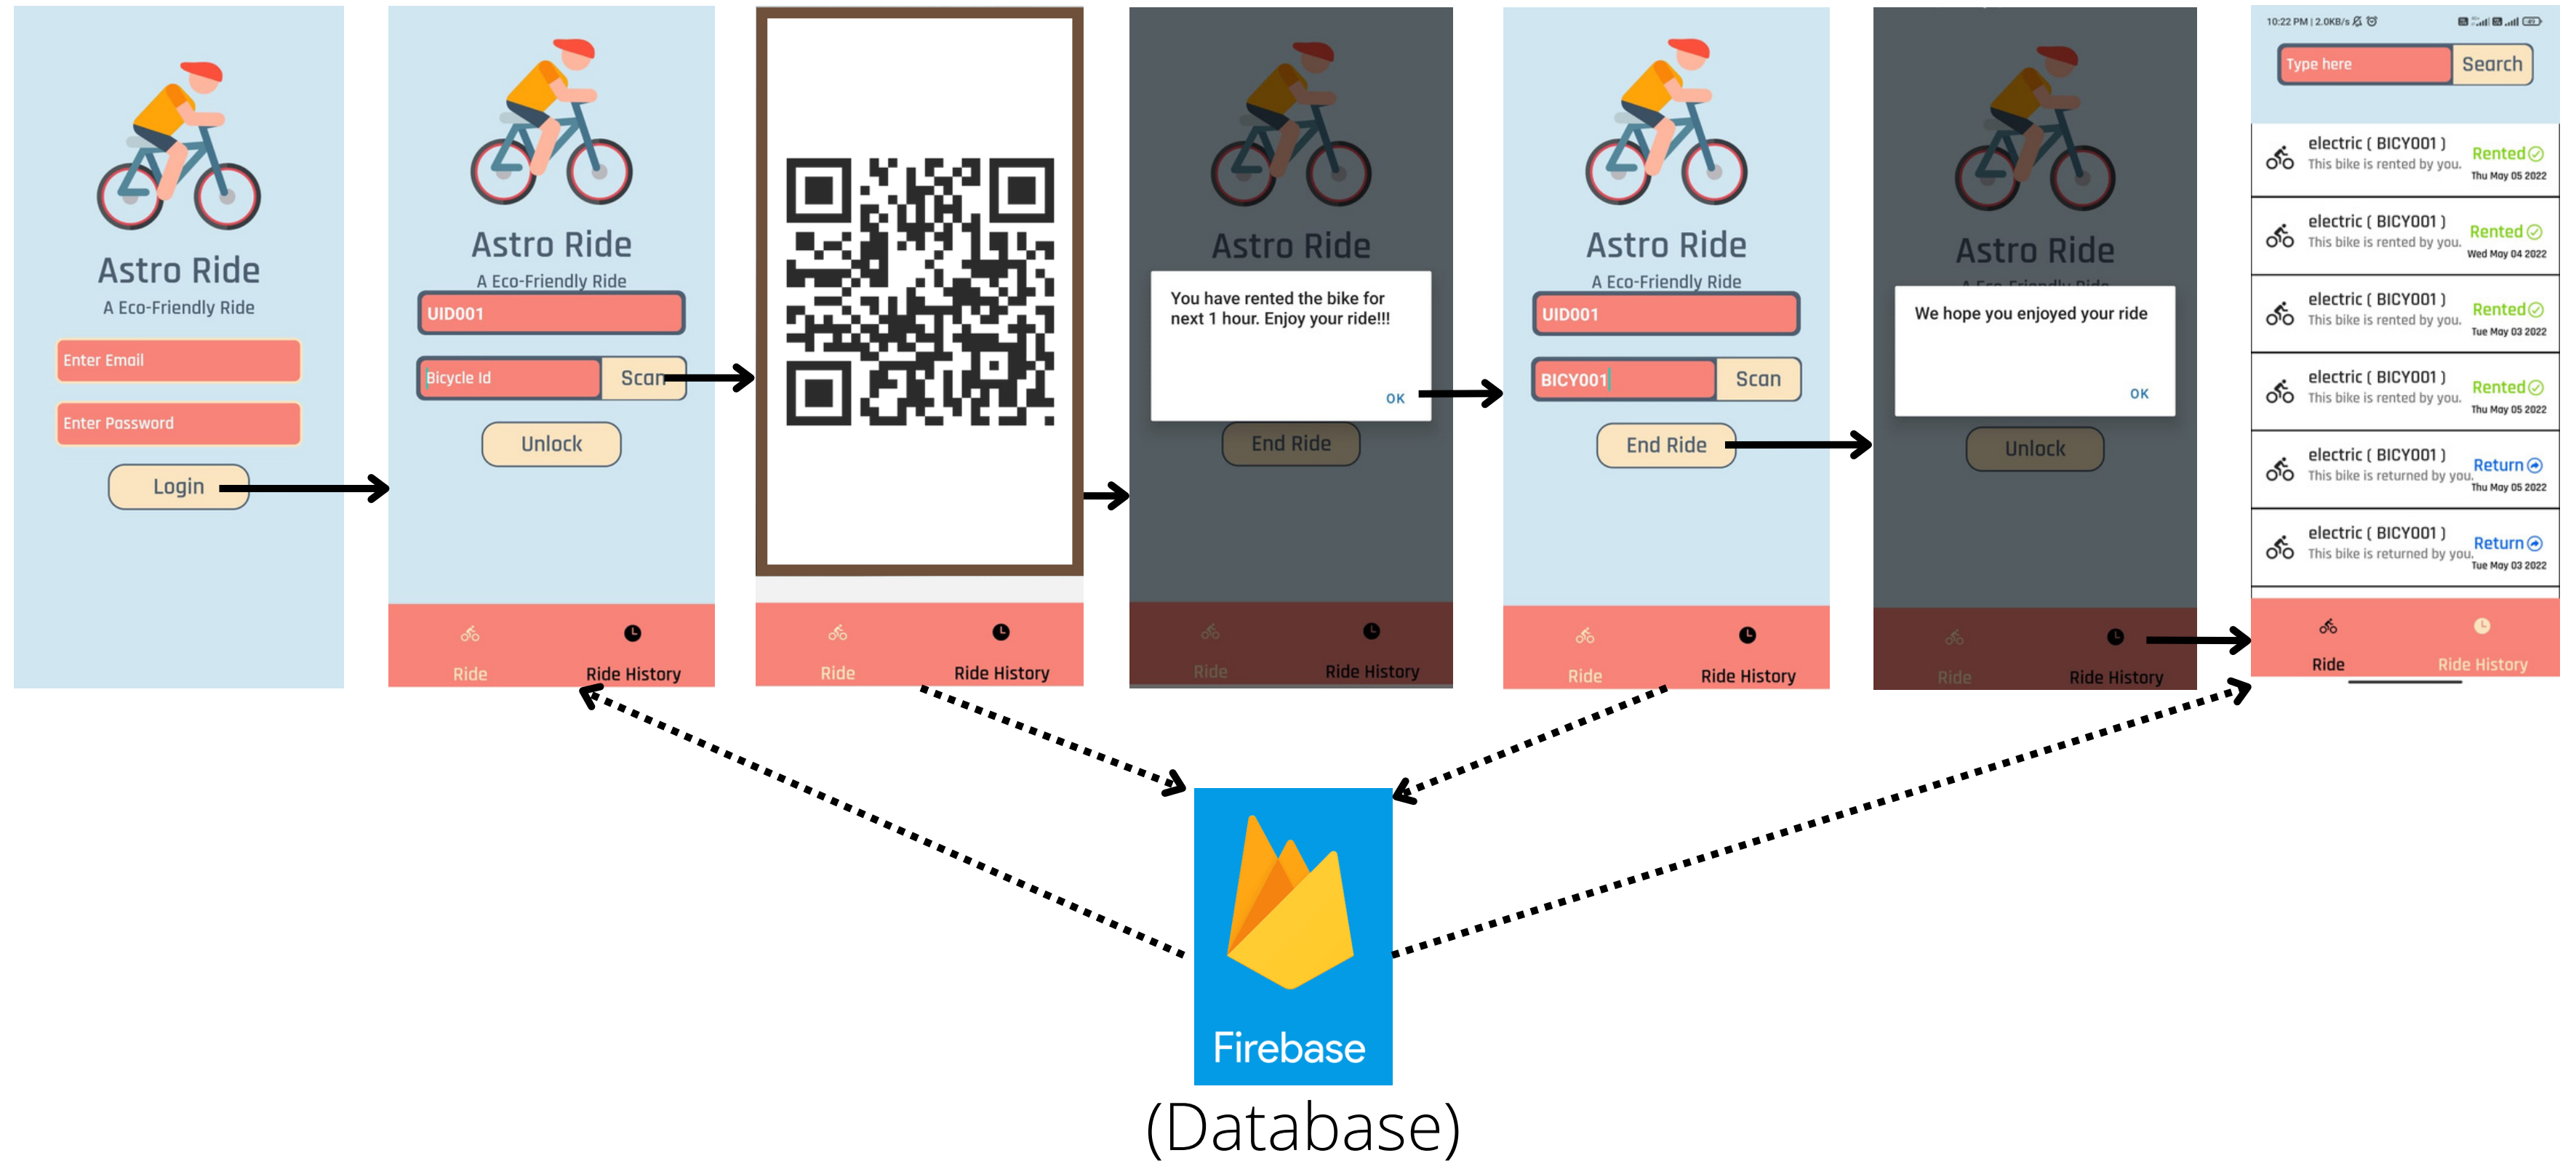 Astro Ride
A Eco-Friendly Ride
Enter Email
Enter Password
Login
Astro Ride
A Eco-Friendly Ride
UID001
Bicycle Id
Scan
Unlock
Ride
Ride History
Ride
Ride History
Astro Ride
You have rented the bike for
next 1 hour. Enjoy your ride!!!
OK
End Ride
Ride
Ride History
Astro Ride
A Eco-Friendly Ride
UID001
BICY001
Scan
End Ride
Ride
Ride History
Astro Ride
A Eco-Friendly Ride
We hope you enjoyed your ride
OK
Unlock
Ride
Ride History
10:22 PM | 2.0KB/s
Type here
Search
electric ( BICY001 )
This bike is rented by you.
Rented
Thu May 05 2022
electric ( BICY001 )
This bike is rented by you.
Rented
Wed May 04 2022
electric ( BICY001 )
This bike is rented by you.
Rented
Tue May 03 2022
electric ( BICY001 )
This bike is rented by you.
Rented
Thu May 05 2022
electric ( BICY001 )
This bike is returned by you.
Return
Thu May 05 2022
electric ( BICY001 )
This bike is returned by you.
Return
Tue May 03 2022
Ride
Ride History
Firebase
(Database)